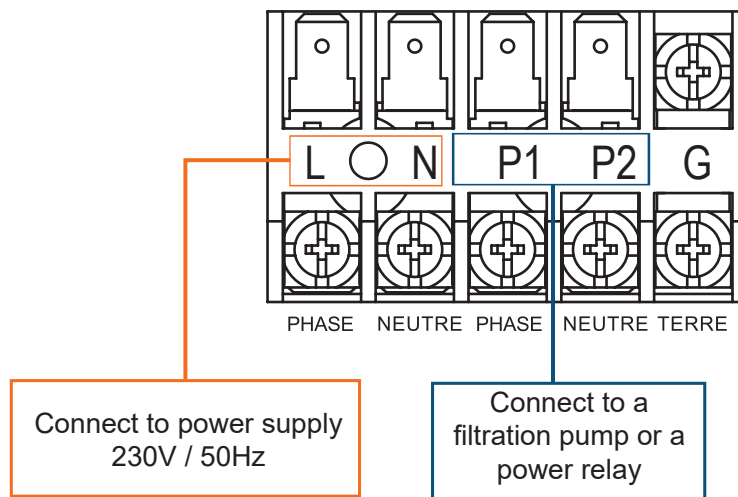 L N P1 P2 G
PHASE NEUTRE PHASE NEUTRE TERRE
Connect to power supply
230V / 50Hz
Connect to a
filtration pump or a
power relay